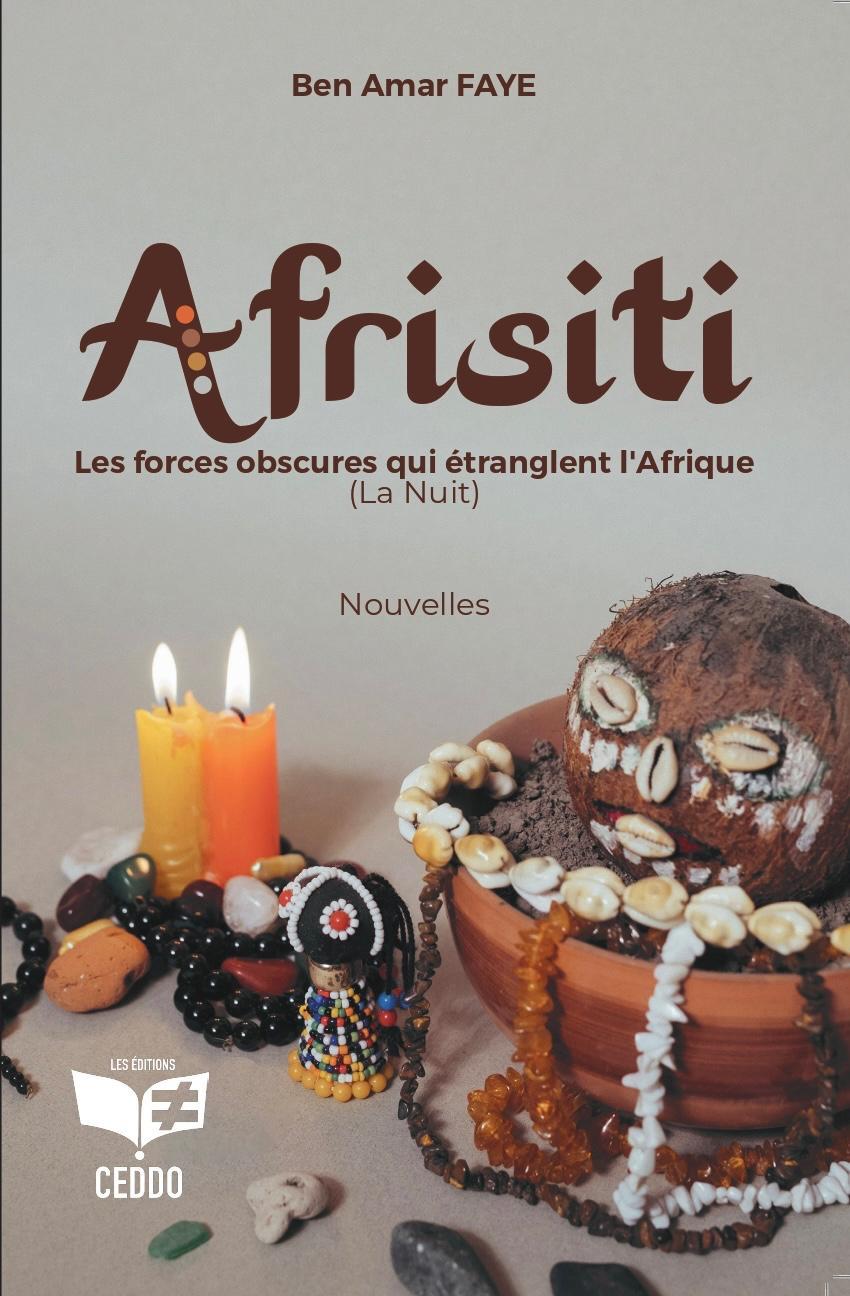 Ben Amar FAYE
Afrisiti
Les forces obscures qui étranglent l'Afrique
(La Nuit)
Nouvelles
LES ÉDITIONS
≠
CEDDO